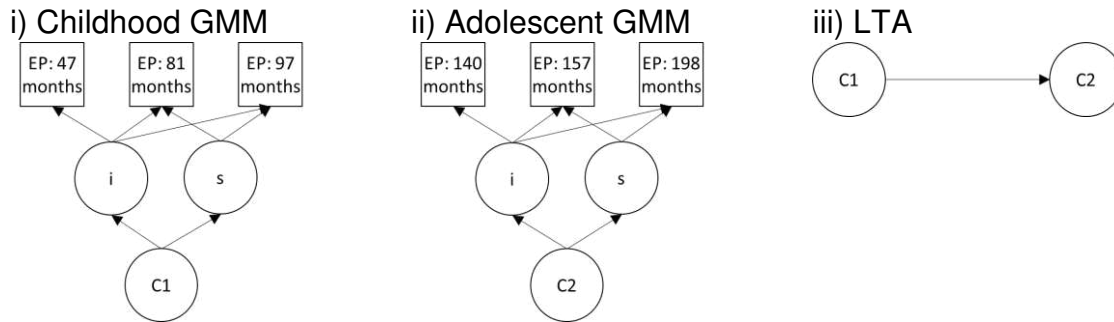 i) Childhood GMM
EP: 47
months
EP: 81
months
EP: 97
months
i
s
C1
ii) Adolescent GMM
EP: 140
months
EP: 157
months
EP: 198
months
i
s
C2
iii) LTA
C1
C2